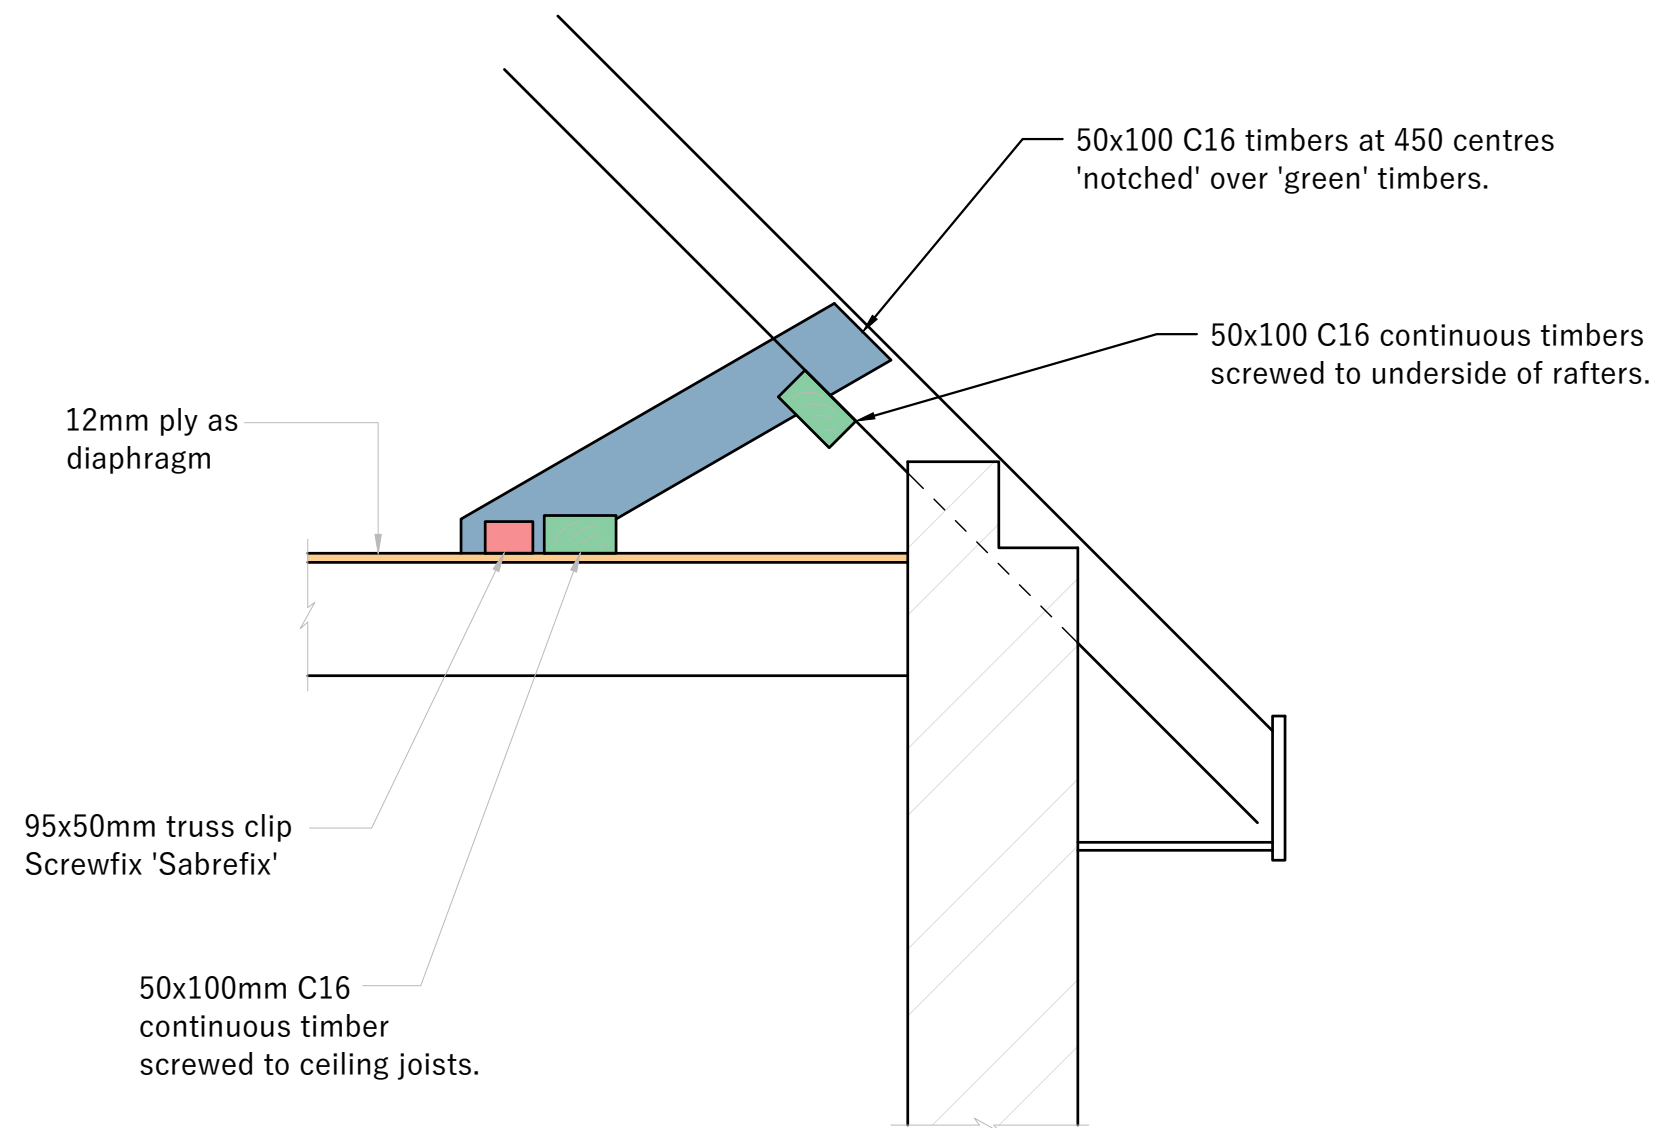 50x100 C16 timbers at 450 centres
'notched' over 'green' timbers.
50x100 C16 continuous timbers
screwed to underside of rafters.
12mm ply as
diaphragm
95x50mm truss clip
Screwfix 'Sabrefix'
50x100mm C16
continuous timber
screwed to ceiling joists.